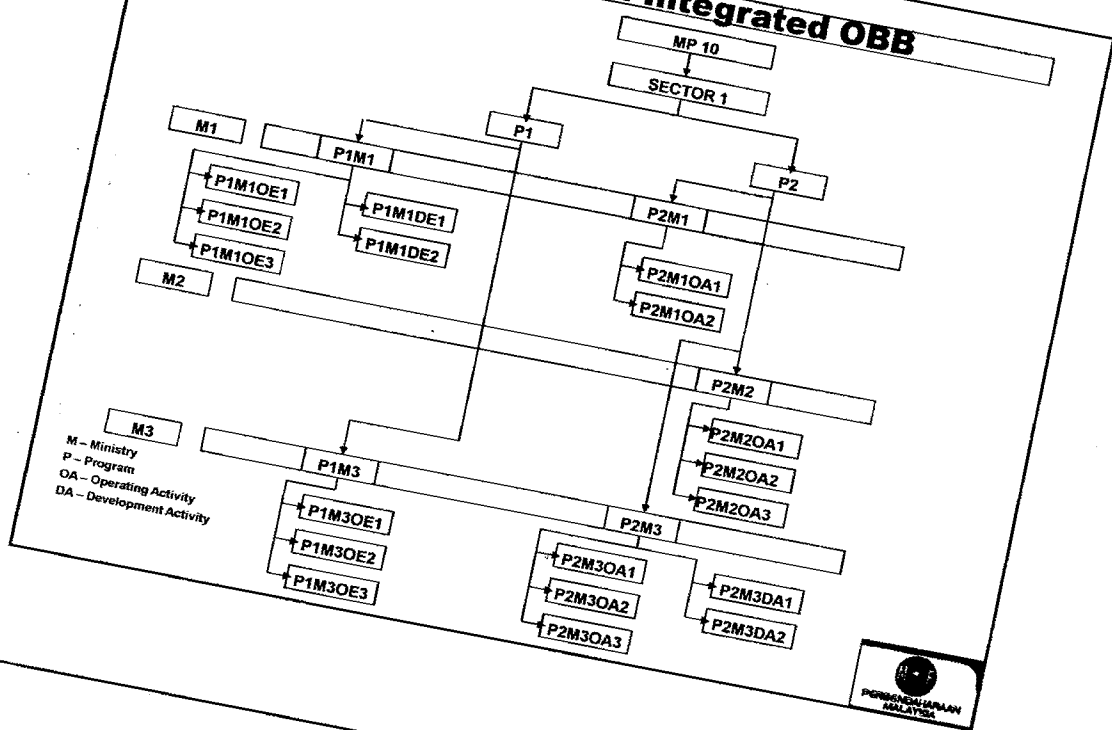 Integrated OBB
MP 10
SECTOR 1
P1
P2
M1
P1M1
P2M1
P1M1OE1
P1M1OE2
P1M1OE3
P1M1DE1
P1M1DE2
P2M1OA1
P2M1OA2
M2
P2M2
P2M2OA1
P2M2OA2
P2M2OA3
M3
P1M3
P2M3
P1M3OE1
P1M3OE2
P1M3OE3
P2M3OA1
P2M3OA2
P2M3OA3
P2M3DA1
P2M3DA2
M – Ministry
P – Program
OA – Operating Activity
DA – Development Activity
PERBENDAHARAAN
MALAYSIA